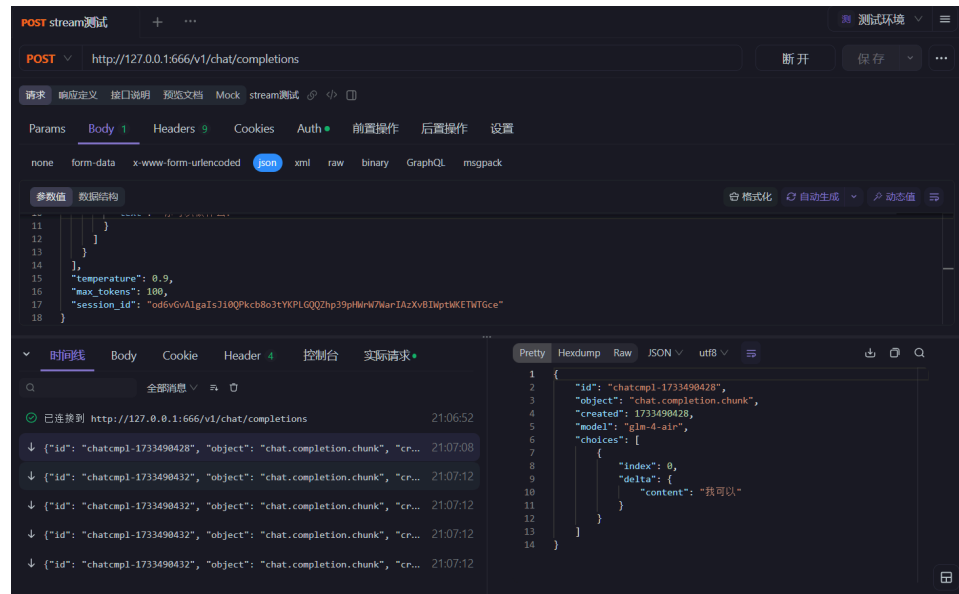 POST stream测试
测 测试环境
POST http://127.0.0.1:666/v1/chat/completions 断开 保存
请求 响应定义 接口说明 预览文档 Mock stream测试
Params Body 1 Headers 9 Cookies Auth 前置操作 后置操作 设置
none form-data x-www-form-urlencoded json xml raw binary GraphQL msgpack
参数值 数据结构 格式化 自动生成 动态值
11 }
12 ]
13 }
14 ],
15 "temperature": 0.9,
16 "max_tokens": 100,
17 "session_id": "od6vGvAlgaIsJi0QPkcb8o3tYKPLGQQZhp39pHWrW7WarIAzXvBIWptWKETWTGce"
18 }
时间线 Body Cookie Header 4 控制台 实际请求
全部消息
已连接到 http://127.0.0.1:666/v1/chat/completions 21:06:52
{"id": "chatcmpl-1733490428", "object": "chat.completion.chunk", "cr... 21:07:08
{"id": "chatcmpl-1733490432", "object": "chat.completion.chunk", "cr... 21:07:12
{"id": "chatcmpl-1733490432", "object": "chat.completion.chunk", "cr... 21:07:12
{"id": "chatcmpl-1733490432", "object": "chat.completion.chunk", "cr... 21:07:12
{"id": "chatcmpl-1733490432", "object": "chat.completion.chunk", "cr... 21:07:12
Pretty Hexdump Raw JSON utf8
1 {
2 "id": "chatcmpl-1733490428",
3 "object": "chat.completion.chunk",
4 "created": 1733490428,
5 "model": "glm-4-air",
6 "choices": [
7 {
8 "index": 0,
9 "delta": {
10 "content": "我可以"
11 }
12 }
13 ]
14 }